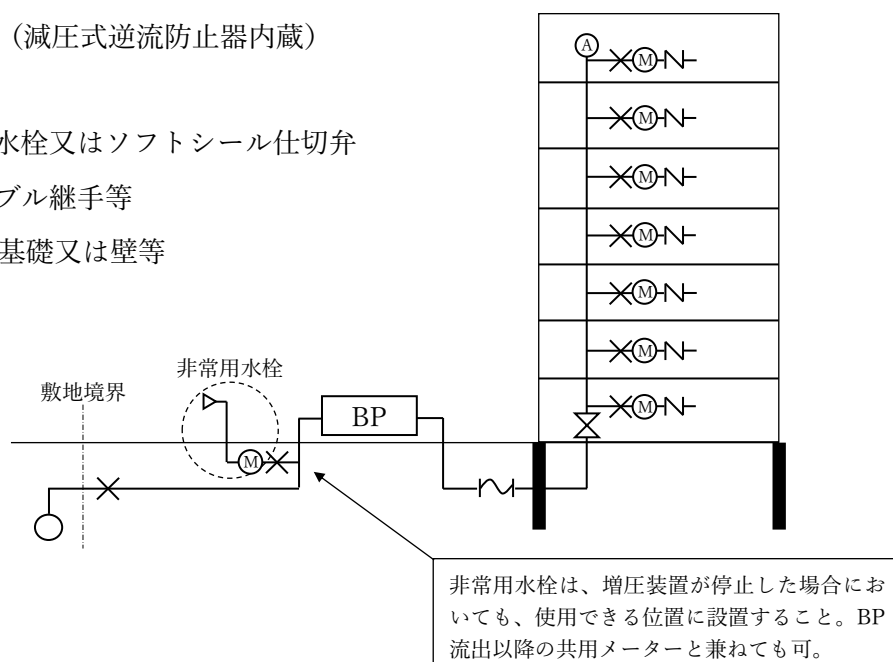 （減圧式逆流防止器内蔵）
水栓又はソフトシール仕切弁
ブル継手等
基礎又は壁等
A
M
M
M
M
M
M
M
非常用水栓
敷地境界
BP
M
非常用水栓は、増圧装置が停止した場合にお
いても、使用できる位置に設置すること。BP
流出以降の共用メーターと兼ねても可。